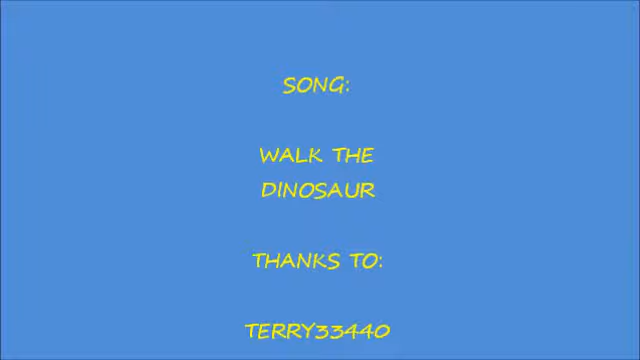 SONG:
WALK THE
DINOSAUR
THANKS TO:
TERRY33440